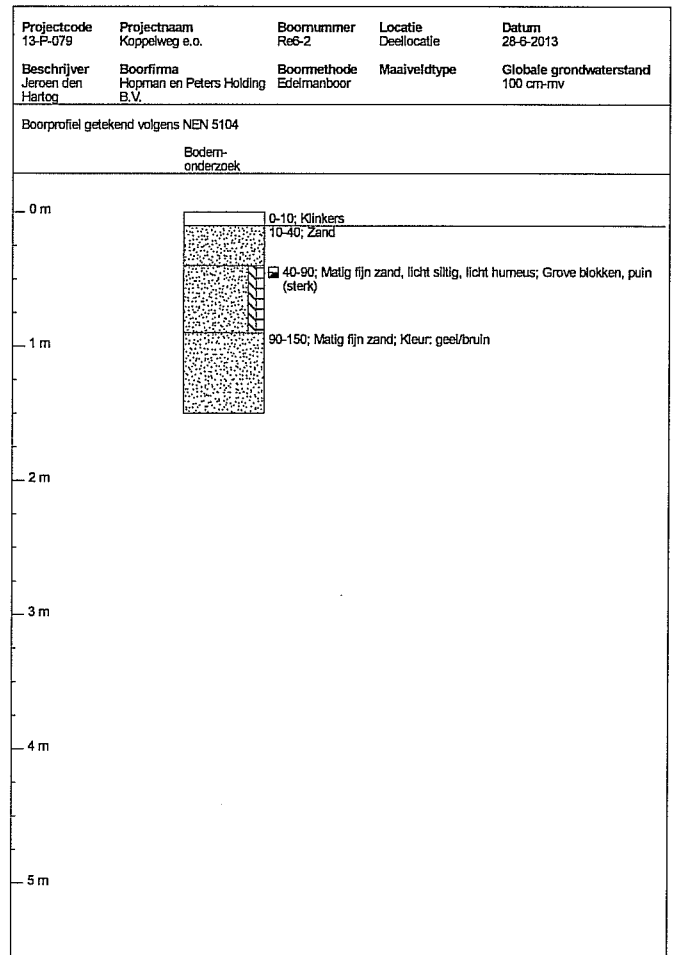 Projectcode Projectnaam Boornummer Locatie Datum
13-P-079 Koppelweg e.o. Re6-2 Deellocatie 28-6-2013
Beschrijver Boorfirma Boormethode Maaiveldtype Globale grondwaterstand
Jeroen den Hopman en Peters Holding Edelmanboor 100 cm-mv
Hartog B.V.
Boorprofiel getekend volgens NEN 5104
Bodem-
onderzoek
0 m
0-10; Klinkers
10-40; Zand
40-90; Matig fijn zand, licht siltig, licht humeus; Grove blokken, puin
(sterk)
1 m
90-150; Matig fijn zand; Kleur: geel/bruin
2 m
3 m
4 m
5 m